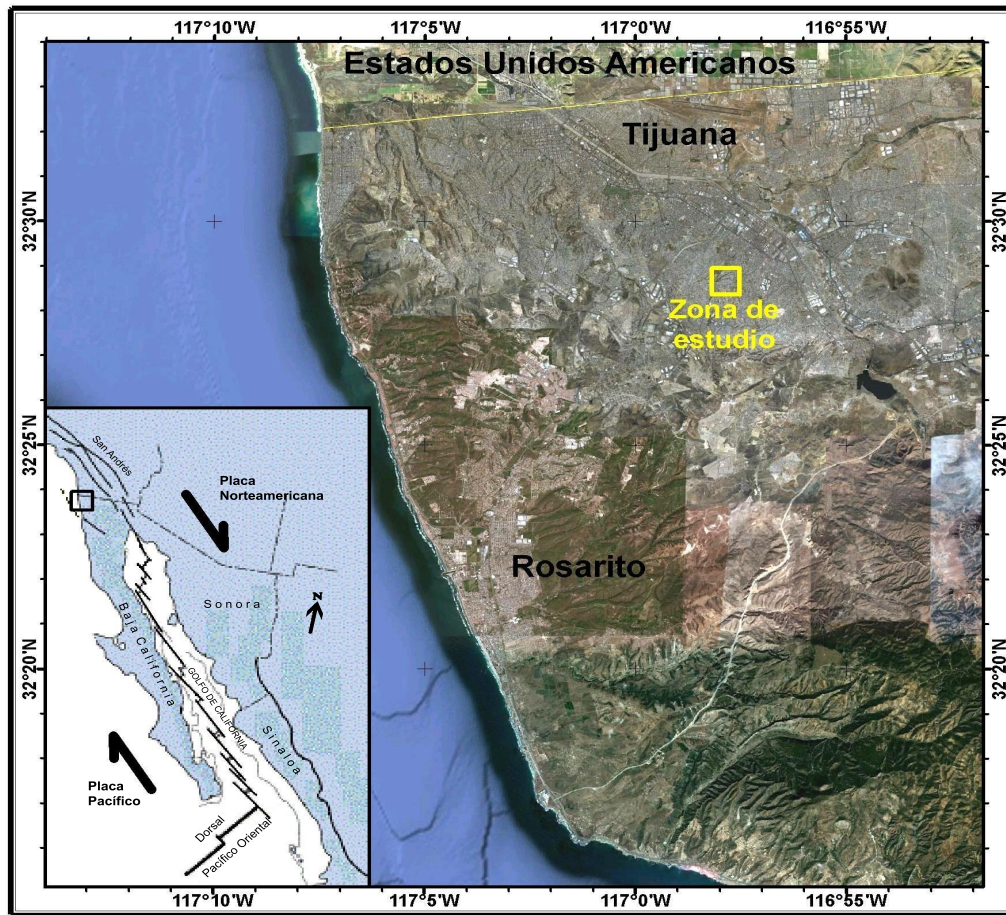 117°10'W 117°5'W 117°0'W 116°55'W
Estados Unidos Americanos
Tijuana
32°30'N 32°30'N
Zona de
estudio
32°25'N 32°25'N
San Andrés
Placa
Norteamericana
Sonora
N
Baja California
GOLFO DE CALIFORNIA
Sinaloa
Placa
Pacífico
Dorsal
Pacífico Oriental
Rosarito
32°20'N 32°20'N
117°10'W 117°5'W 117°0'W 116°55'W